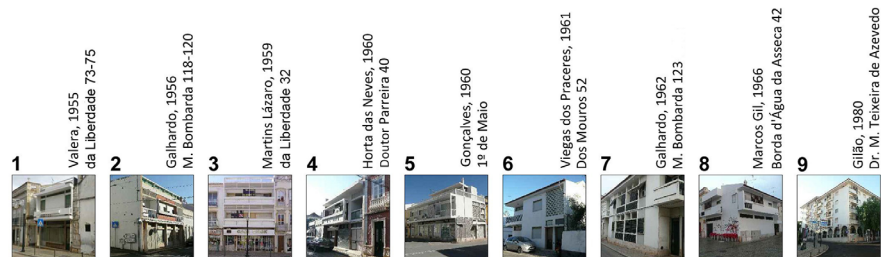 1
Valera, 1955
da Liberdade 73-75
2
Galhardo, 1956
M. Bombarda 118-120
3
Martins Lázaro, 1959
da Liberdade 32
4
Horta das Neves, 1960
Doutor Parreira 40
5
Gonçalves, 1960
1º de Maio
6
Viegas dos Praceres, 1961
Dos Mouros 52
7
Galhardo, 1962
M. Bombarda 123
8
Marcos Gil, 1966
Borda d'Água da Asseca 42
9
Gilão, 1980
Dr. M. Teixeira de Azevedo